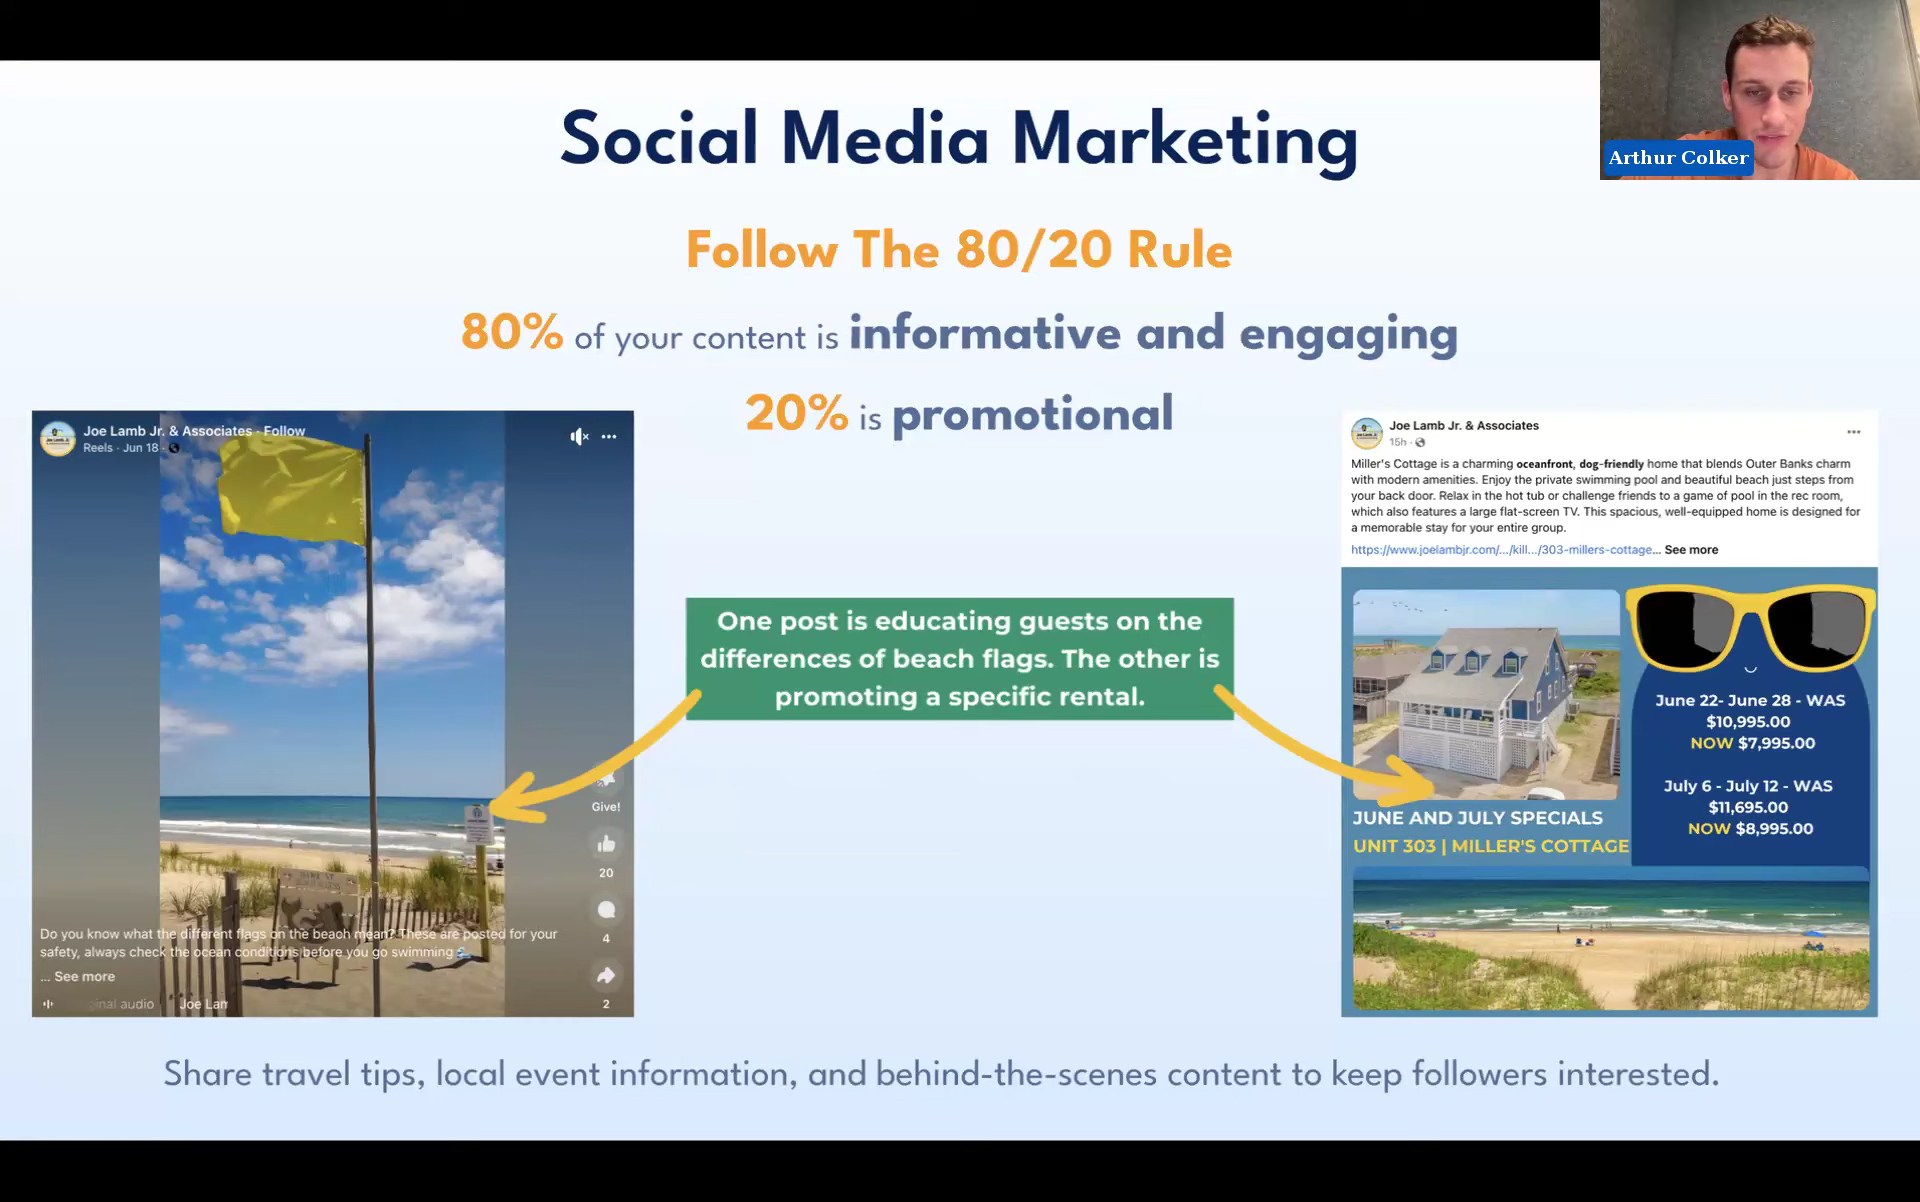 Social Media Marketing
Arthur Colker
Follow The 80/20 Rule
80% of your content is informative and engaging
20% is promotional
Joe Lamb Jr. & Associates · Follow
Reels · Jun 18 ·
Give!
20
4
2
Do you know what the different flags on the beach mean? These are posted for your
safety, always check the ocean conditions before you go swimming
... See more
ginal audio Joe Lam
One post is educating guests on the
differences of beach flags. The other is
promoting a specific rental.
Joe Lamb Jr. & Associates
15h ·
Miller's Cottage is a charming oceanfront, dog-friendly home that blends Outer Banks charm
with modern amenities. Enjoy the private swimming pool and beautiful beach just steps from
your back door. Relax in the hot tub or challenge friends to a game of pool in the rec room,
which also features a large flat-screen TV. This spacious, well-equipped home is designed for
a memorable stay for your entire group.
https://www.joelambjr.com/.../kill.../303-millers-cottage... See more
June 22- June 28 - WAS
$10,995.00
NOW $7,995.00
July 6 - July 12 - WAS
$11,695.00
NOW $8,995.00
JUNE AND JULY SPECIALS
UNIT 303 | MILLER'S COTTAGE
Share travel tips, local event information, and behind-the-scenes content to keep followers interested.